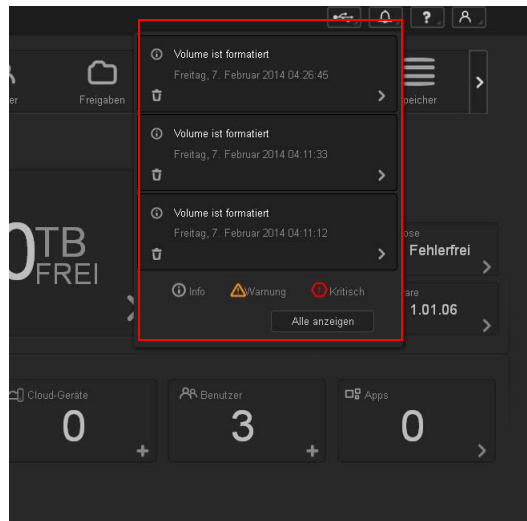 ?
Volume ist formatiert
Freitag, 7. Februar 2014 04:26:45
Freigaben
Volume ist formatiert
Freitag, 7. Februar 2014 04:11:33
Volume ist formatiert
Freitag, 7. Februar 2014 04:11:12
0TB
FREI
Fehlerfrei
Info Warnung Kritisch
1.01.06
Alle anzeigen
Cloud-Geräte
0
Benutzer
3
Apps
0